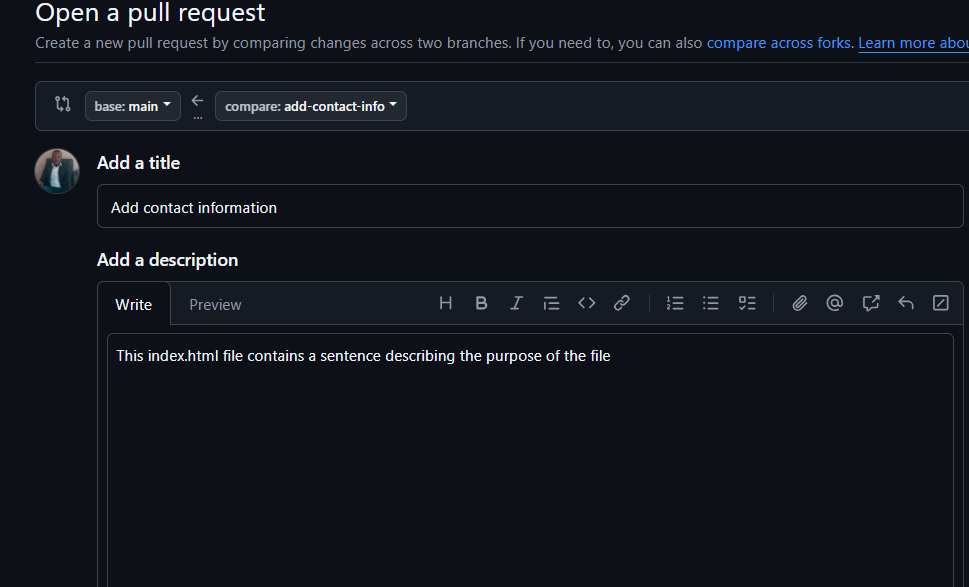 Open a pull request
Create a new pull request by comparing changes across two branches. If you need to, you can also compare across forks. Learn more abou
base: main compare: add-contact-info
...
Add a title
Add contact information
Add a description
Write Preview
This index.html file contains a sentence describing the purpose of the file